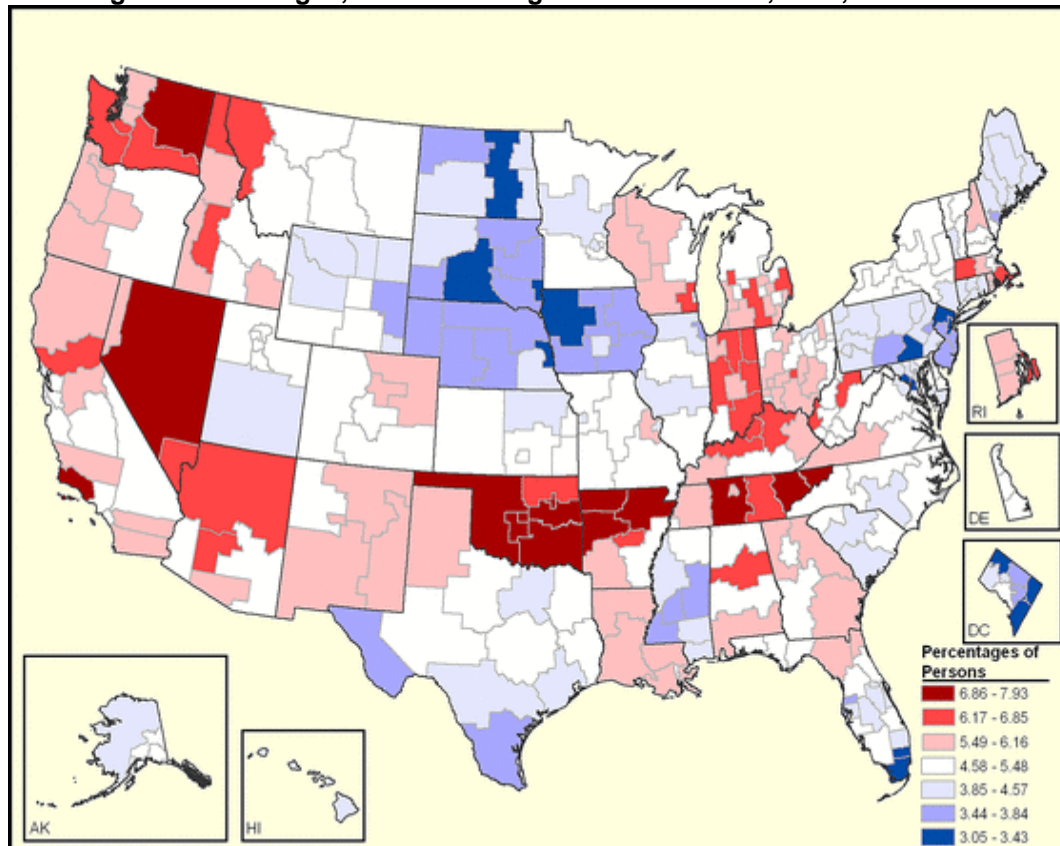 RI
DE
DC
Percentages of
Persons
6.86 - 7.93
6.17 - 6.85
5.49 - 6.16
4.58 - 5.48
3.85 - 4.57
3.44 - 3.84
3.05 - 3.43
AK
HI